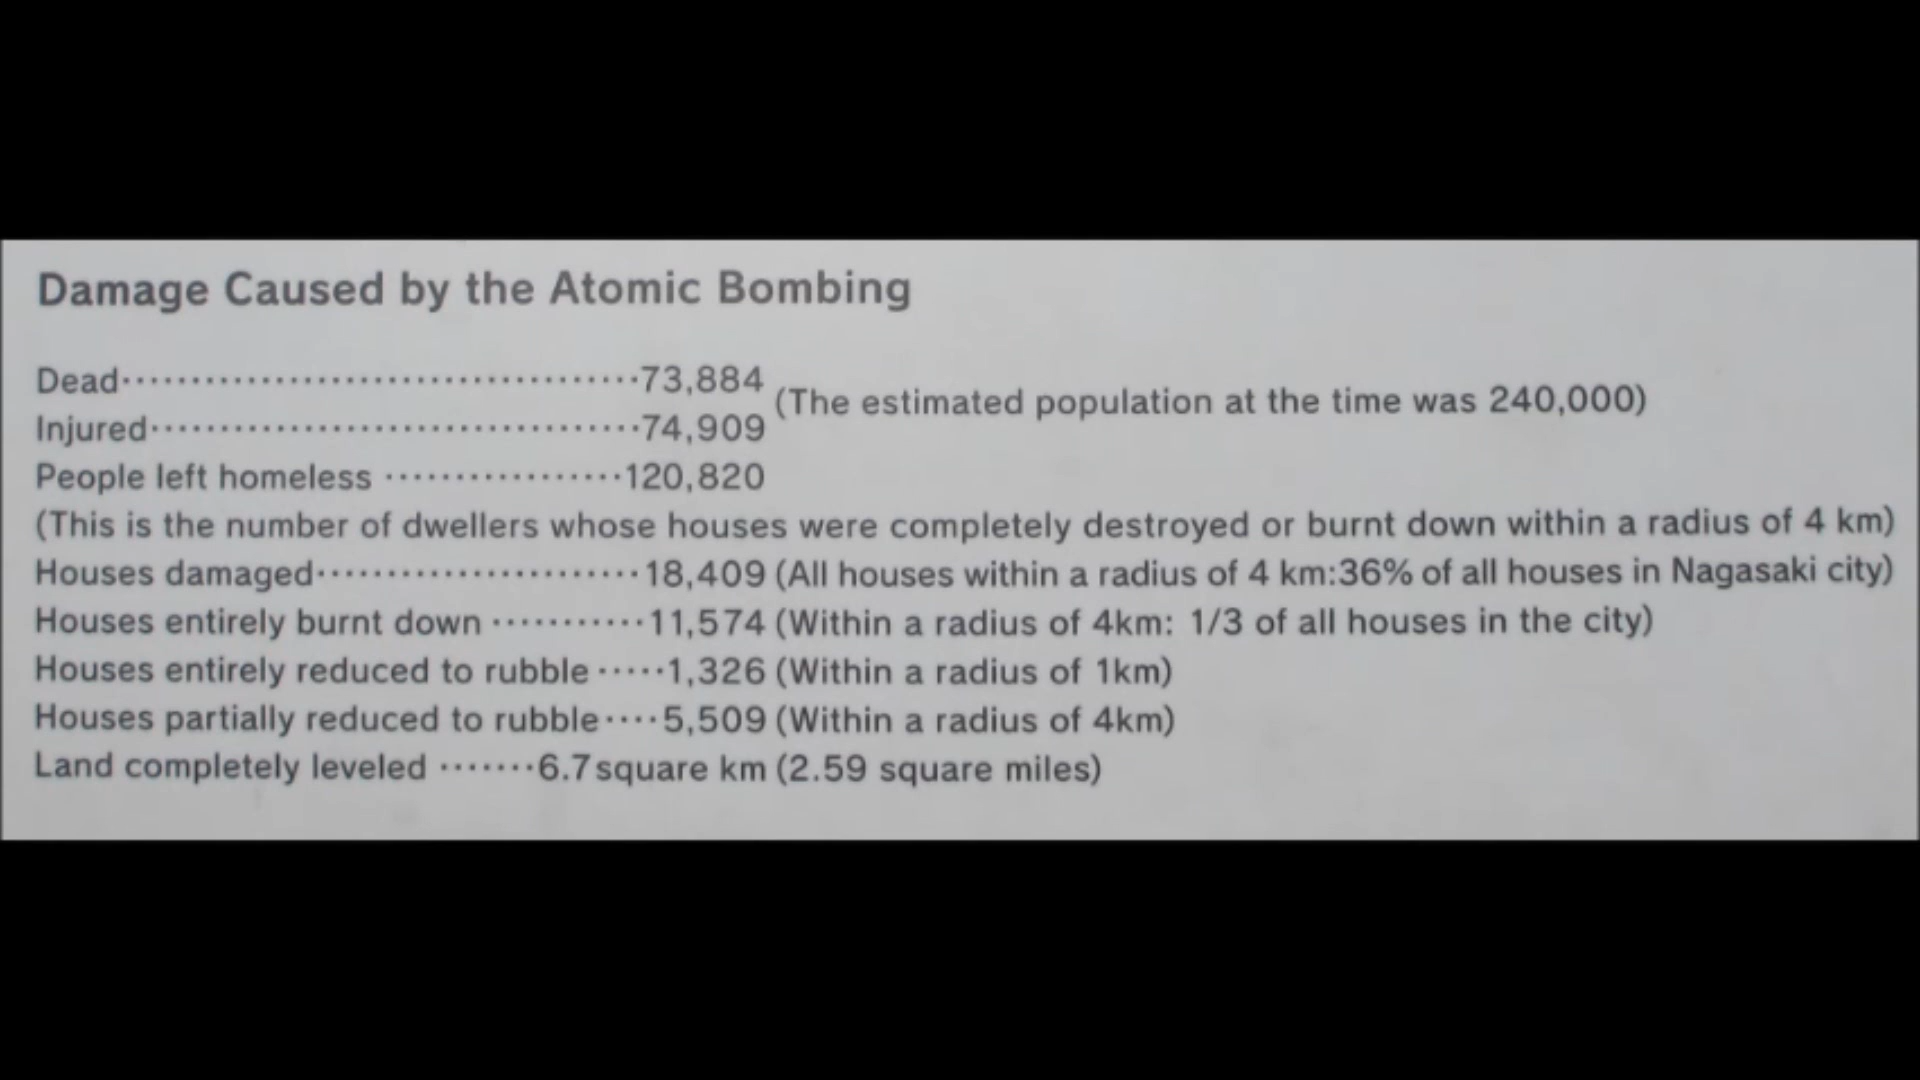 Damage Caused by the Atomic Bombing
Dead·······································73,884
(The estimated population at the time was 240,000)
Injured·····································74,909
People left homeless ··················120,820
(This is the number of dwellers whose houses were completely destroyed or burnt down within a radius of 4 km)
Houses damaged························18,409 (All houses within a radius of 4 km:36% of all houses in Nagasaki city)
Houses entirely burnt down ···········11,574 (Within a radius of 4km: 1/3 of all houses in the city)
Houses entirely reduced to rubble ·····1,326 (Within a radius of 1km)
Houses partially reduced to rubble····5,509 (Within a radius of 4km)
Land completely leveled ·······6.7square km (2.59 square miles)